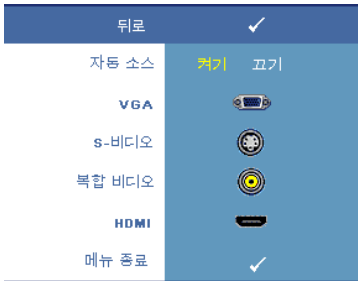 뒤로
자동 소스 켜기 끄기
VGA
S-비디오
복합 비디오
HDMI
메뉴 종료